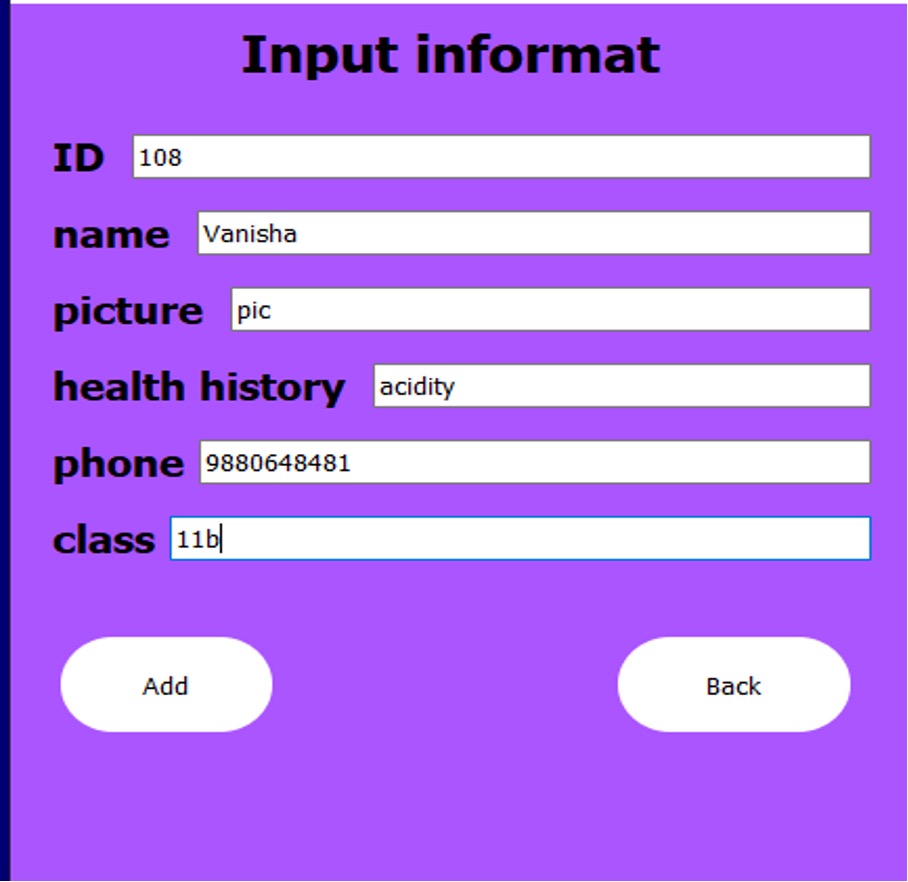 Input informat
ID 108
name Vanisha
picture pic
health history acidity
phone 9880648481
class 11b
Add Back